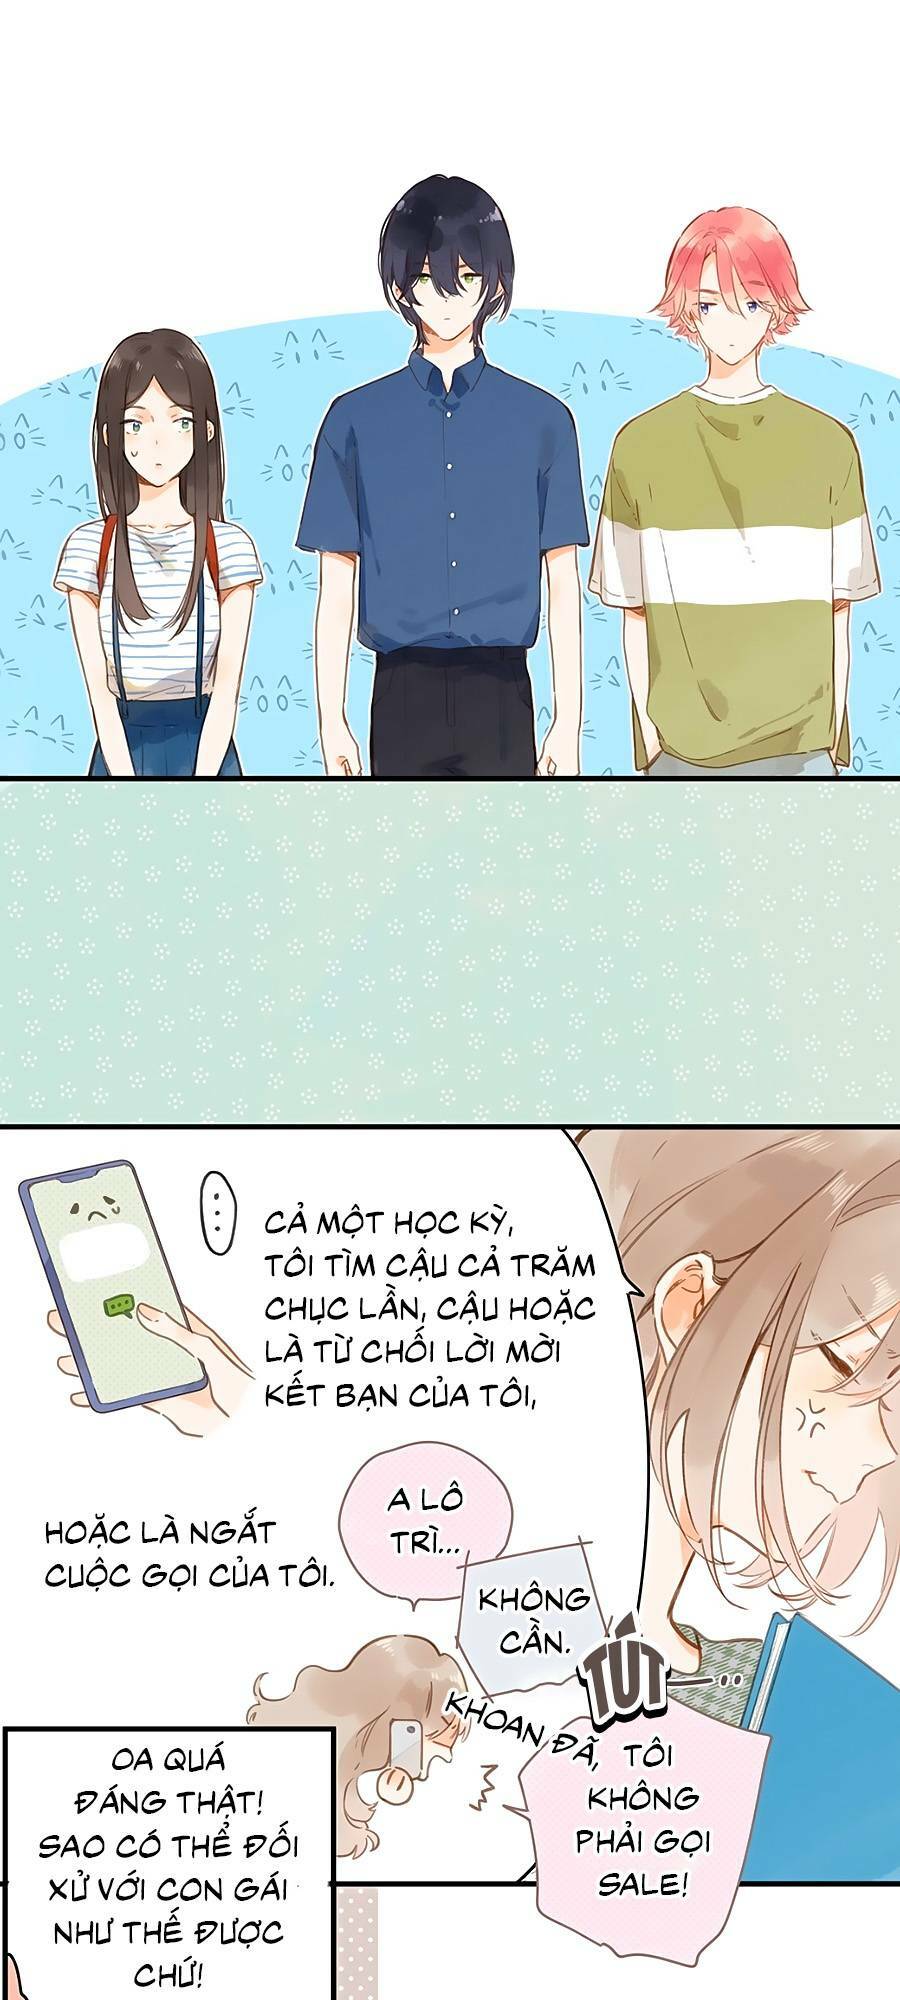 CẢ MỘT HỌC KỲ,
TÔI TÌM CẬU CẢ TRĂM
CHỤC LẦN, CẬU HOẶC
LÀ TỪ CHỐI LỜI MỜI
KẾT BẠN CỦA TÔI,
HOẶC LÀ NGẮT
CUỘC GỌI CỦA TÔI.
A LÔ
TRÌ...
KHÔNG
CẦN.
TÚT—..
KHOAN ĐÃ, TÔI
KHÔNG
PHẢI GỌI
SALE!
OA QUÁ
ĐÁNG THẬT!
SAO CÓ THỂ ĐỐI
XỬ VỚI CON GÁI
NHƯ THẾ ĐƯỢC
CHỨ!